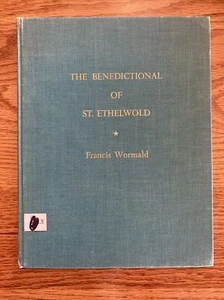 THE BENEDICTIONAL
OF
ST. ETHELWOLD
★
Francis Wormald